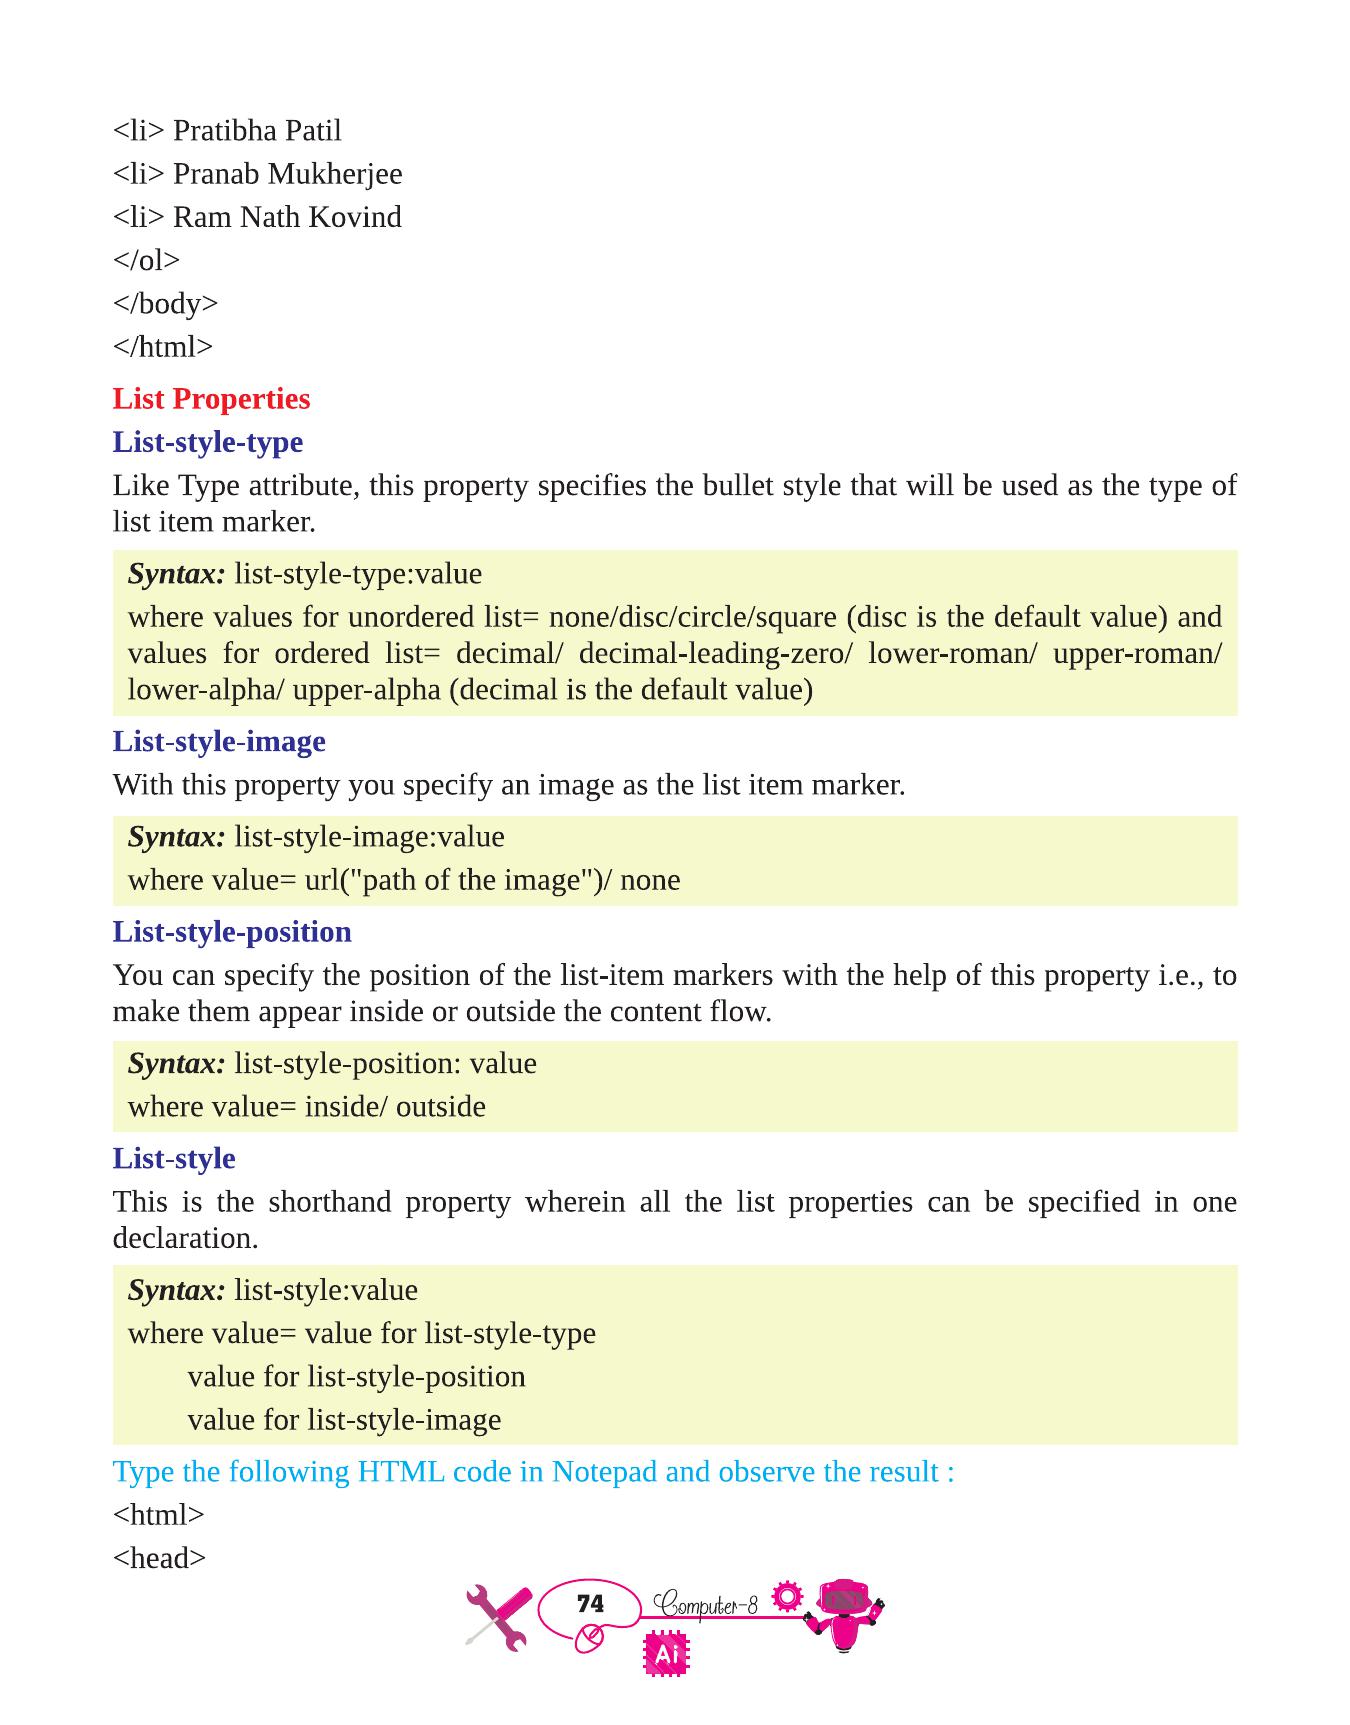 <li> Pratibha Patil
<li> Pranab Mukherjee
<li> Ram Nath Kovind
</ol>
</body>
</html>
List Properties
List-style-type
Like Type attribute, this property specifies the bullet style that will be used as the type of
list item marker.
Syntax: list-style-type:value
where values for unordered list= none/disc/circle/square (disc is the default value) and
values for ordered list= decimal/ decimal-leading-zero/ lower-roman/ upper-roman/
lower-alpha/ upper-alpha (decimal is the default value)
List-style-image
With this property you specify an image as the list item marker.
Syntax: list-style-image:value
where value= url("path of the image")/ none
List-style-position
You can specify the position of the list-item markers with the help of this property i.e., to
make them appear inside or outside the content flow.
Syntax: list-style-position: value
where value= inside/ outside
List-style
This is the shorthand property wherein all the list properties can be specified in one
declaration.
Syntax: list-style:value
where value= value for list-style-type
value for list-style-position
value for list-style-image
Type the following HTML code in Notepad and observe the result :
<html>
<head>
74 Computer-8
Ai